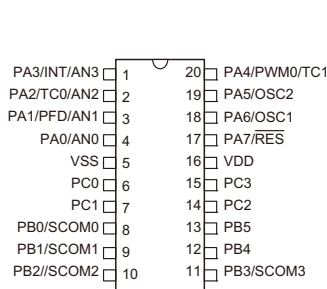 PA3/INT/AN3 1 20 PA4/PWM0/TC1
PA2/TC0/AN2 2 19 PA5/OSC2
PA1/PFD/AN1 3 18 PA6/OSC1
PA0/AN0 4 17 PA7/RES
VSS 5 16 VDD
PC0 6 15 PC3
PC1 7 14 PC2
PB0/SCOM0 8 13 PB5
PB1/SCOM1 9 12 PB4
PB2//SCOM2 10 11 PB3/SCOM3